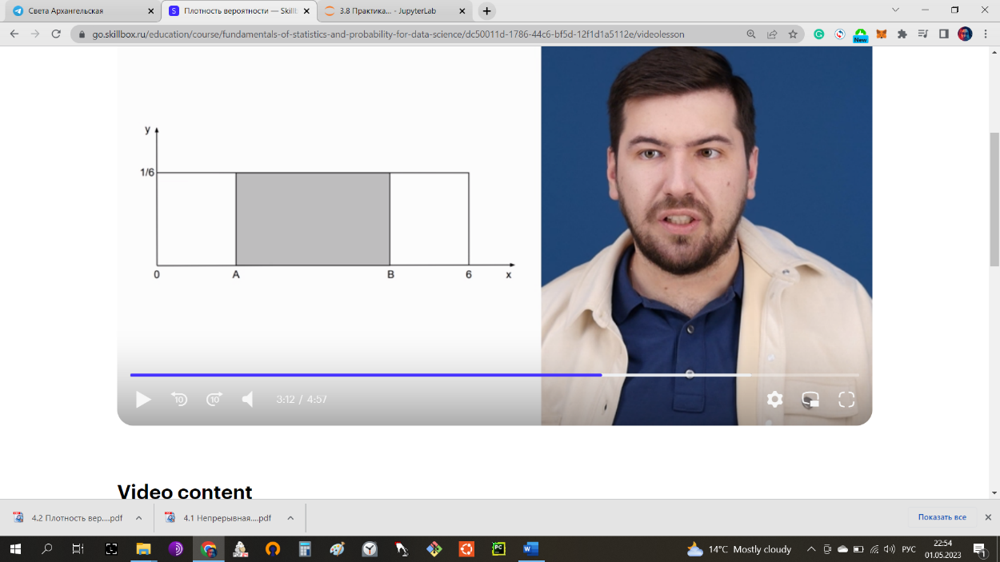 Света Архангельская
Плотность вероятности — Skillb
3.8 Практика... - JupyterLab
go.skillbox.ru/education/course/fundamentals-of-statistics-and-probability-for-data-science/dc50011d-1786-44c6-bf5d-12f1d1a5112e/videolesson
New
y
1/6
0 A B 6 x
10 10 3:12 / 4:57
Video content
4.2 Плотность вер....pdf
4.1 Непрерывная....pdf
Показать все
14°C Mostly cloudy
РУС
22:54
01.05.2023
1